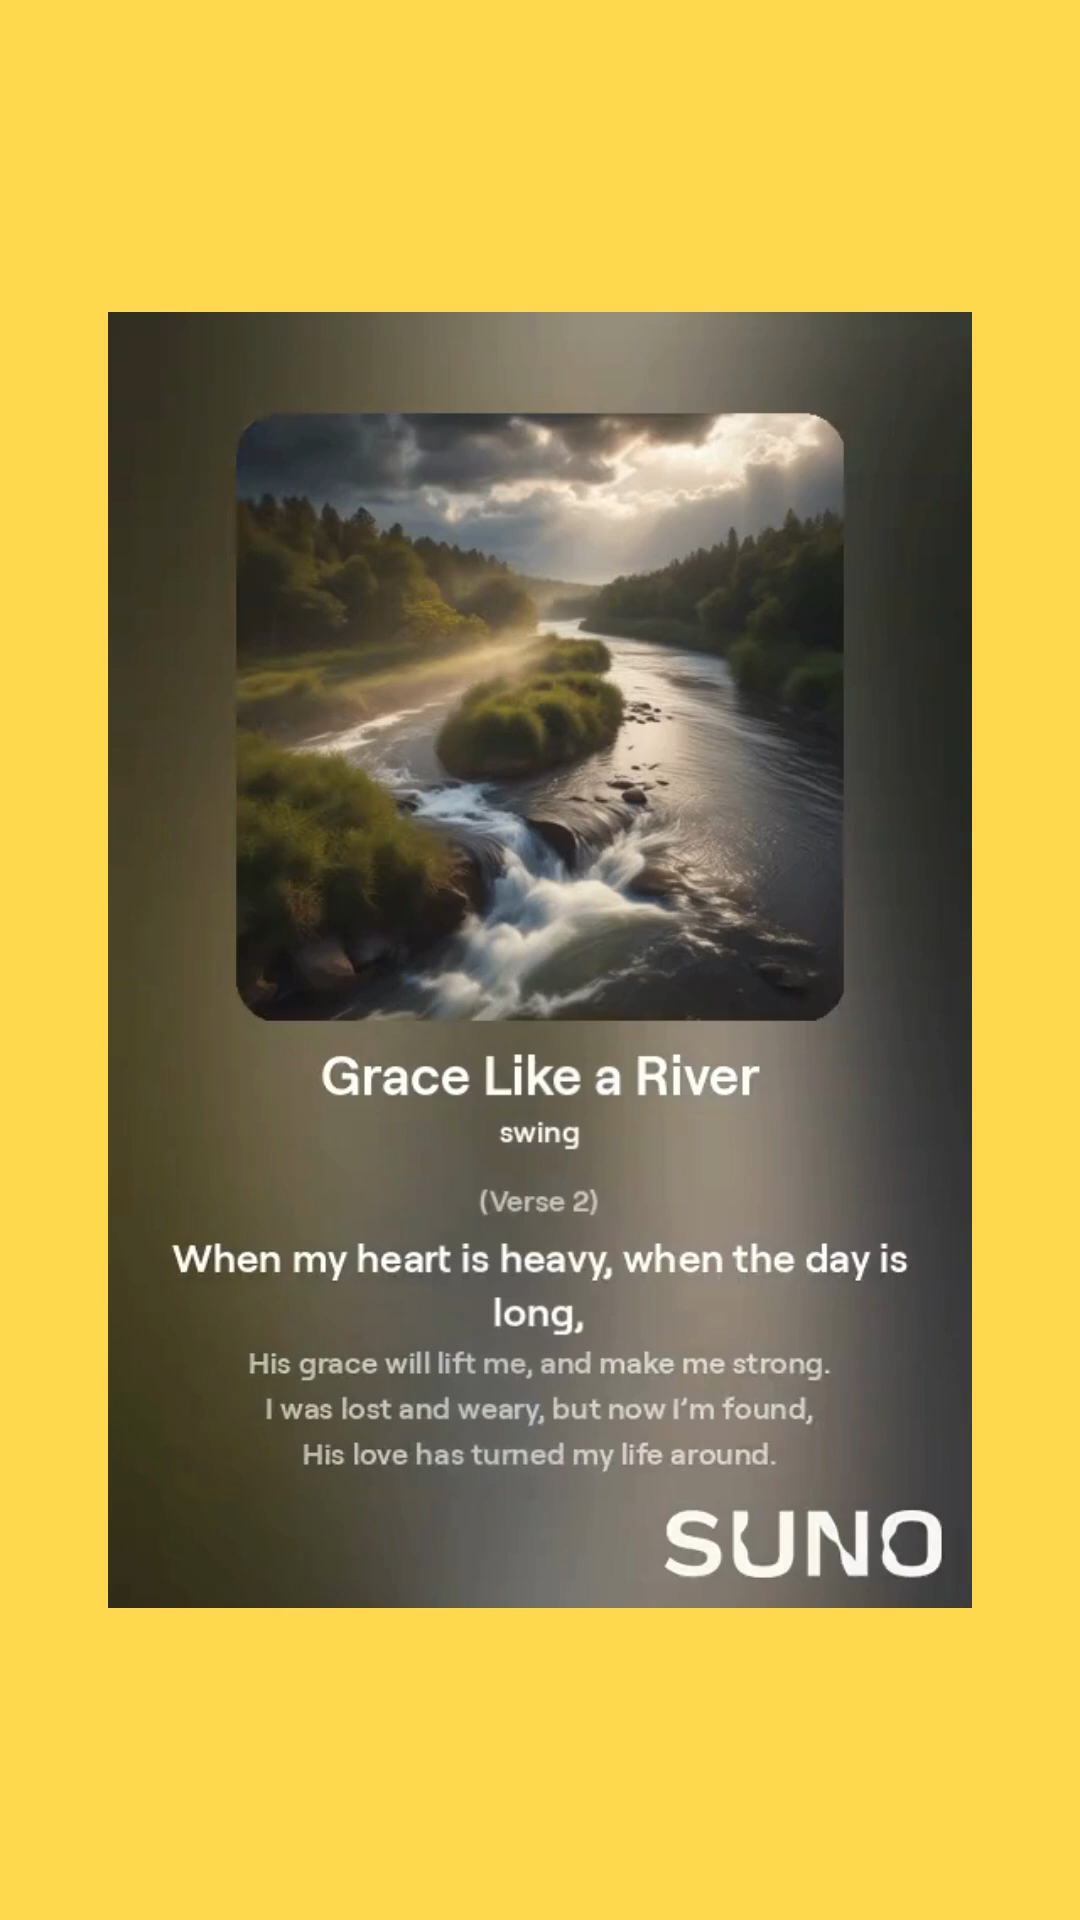 Grace Like a River
swing
(Verse 2)
When my heart is heavy, when the day is
long,
His grace will lift me, and make me strong.
I was lost and weary, but now I’m found,
His love has turned my life around.
SUNO